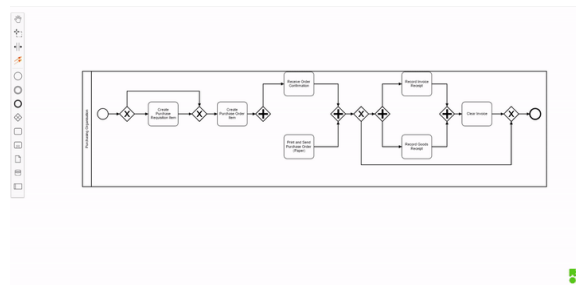 Purchasing Organisation
Create
Purchase
Requisition Item
Create
Purchase Order
Item
Receive Order
Confirmation
Print and Send
Purchase Order
(Paper)
Record Invoice
Receipt
Record Goods
Receipt
Clear Invoice